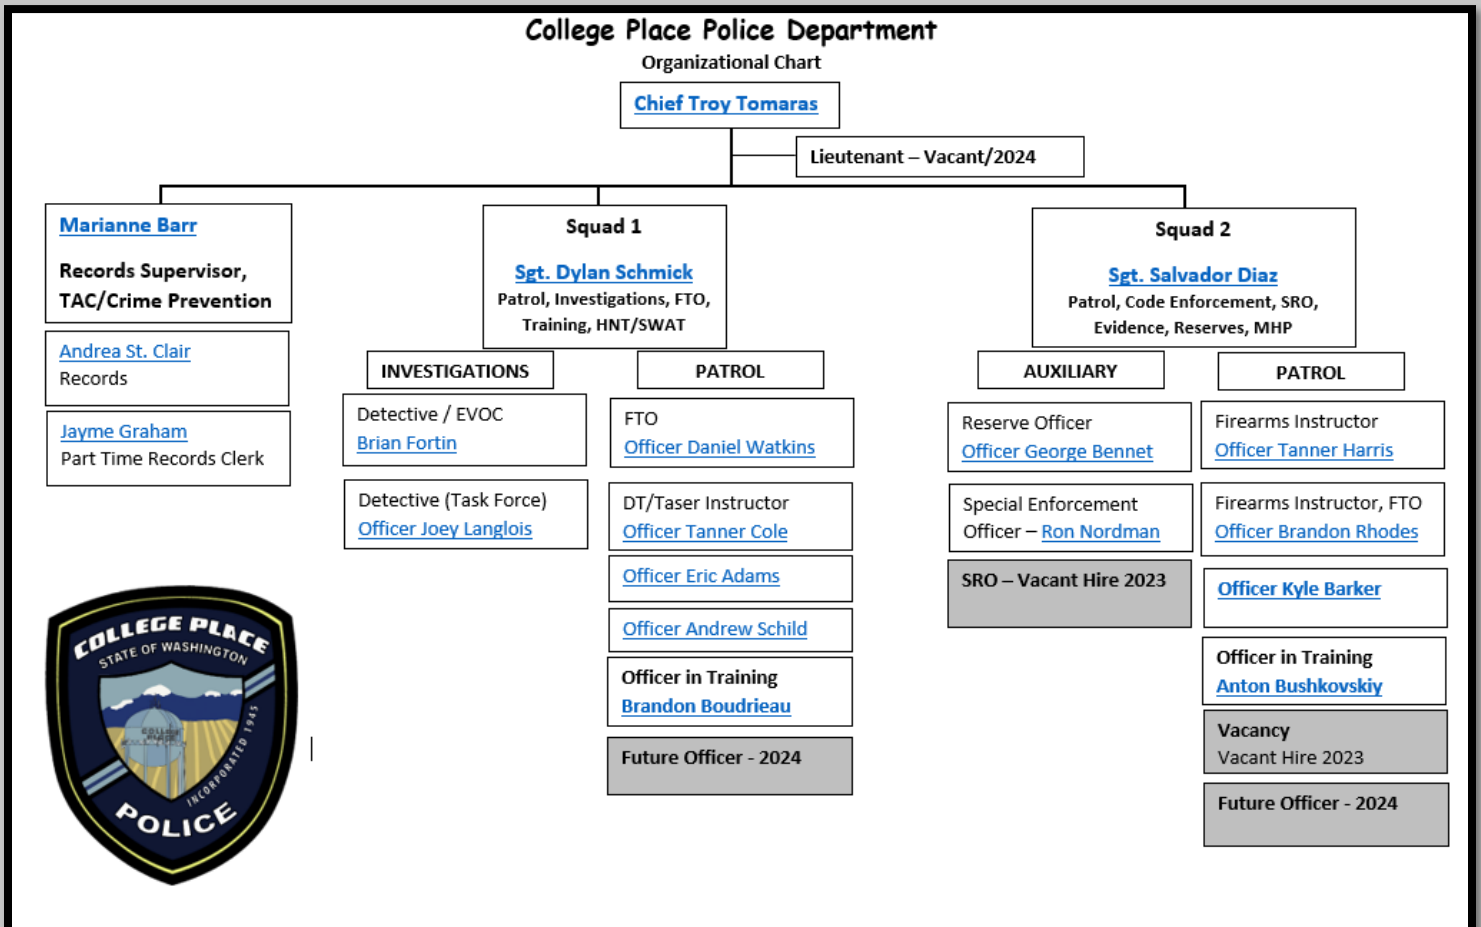 College Place Police Department
Organizational Chart
Chief Troy Tomaras
Lieutenant – Vacant/2024
Marianne Barr
Records Supervisor,
TAC/Crime Prevention
Andrea St. Clair
Records
Jayme Graham
Part Time Records Clerk
Squad 1
Sgt. Dylan Schmick
Patrol, Investigations, FTO,
Training, HNT/SWAT
INVESTIGATIONS
Detective / EVOC
Brian Fortin
Detective (Task Force)
Officer Joey Langlois
PATROL
FTO
Officer Daniel Watkins
DT/Taser Instructor
Officer Tanner Cole
Officer Eric Adams
Officer Andrew Schild
Officer in Training
Brandon Boudrieau
Future Officer - 2024
Squad 2
Sgt. Salvador Diaz
Patrol, Code Enforcement, SRO,
Evidence, Reserves, MHP
AUXILIARY
Reserve Officer
Officer George Bennet
Special Enforcement
Officer – Ron Nordman
SRO – Vacant Hire 2023
PATROL
Firearms Instructor
Officer Tanner Harris
Firearms Instructor, FTO
Officer Brandon Rhodes
Officer Kyle Barker
Officer in Training
Anton Bushkovskiy
Vacancy
Vacant Hire 2023
Future Officer - 2024
COLLEGE PLACE
STATE OF WASHINGTON
COLLEGE
PLACE
INCORPORATED 1945
POLICE